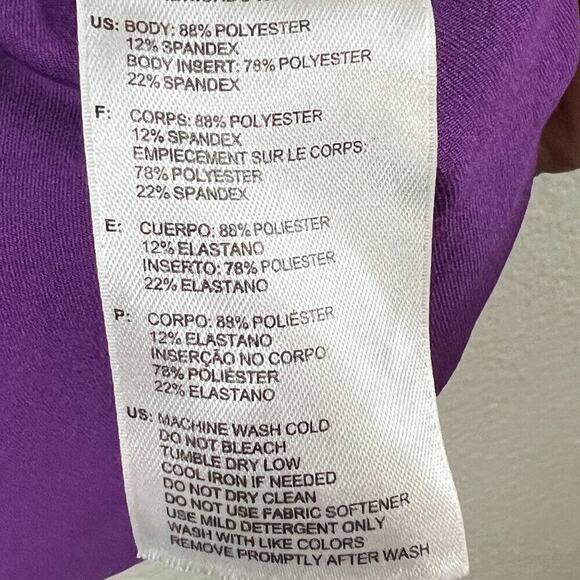 US: BODY: 88% POLYESTER
12% SPANDEX
BODY INSERT: 78% POLYESTER
22% SPANDEX
F: CORPS: 88% POLYESTER
12% SPANDEX
EMPIECEMENT SUR LE CORPS:
78% POLYESTER
22% SPANDEX
E: CUERPO: 88% POLIESTER
12% ELASTANO
INSERTO: 78% POLIESTER
22% ELASTANO
P: CORPO: 88% POLIÉSTER
12% ELASTANO
INSERÇÃO NO CORPO
78% POLIÉSTER
22% ELASTANO
US: MACHINE WASH COLD
DO NOT BLEACH
TUMBLE DRY LOW
COOL IRON IF NEEDED
DO NOT DRY CLEAN
DO NOT USE FABRIC SOFTENER
USE MILD DETERGENT ONLY
WASH WITH LIKE COLORS
REMOVE PROMPTLY AFTER WASH